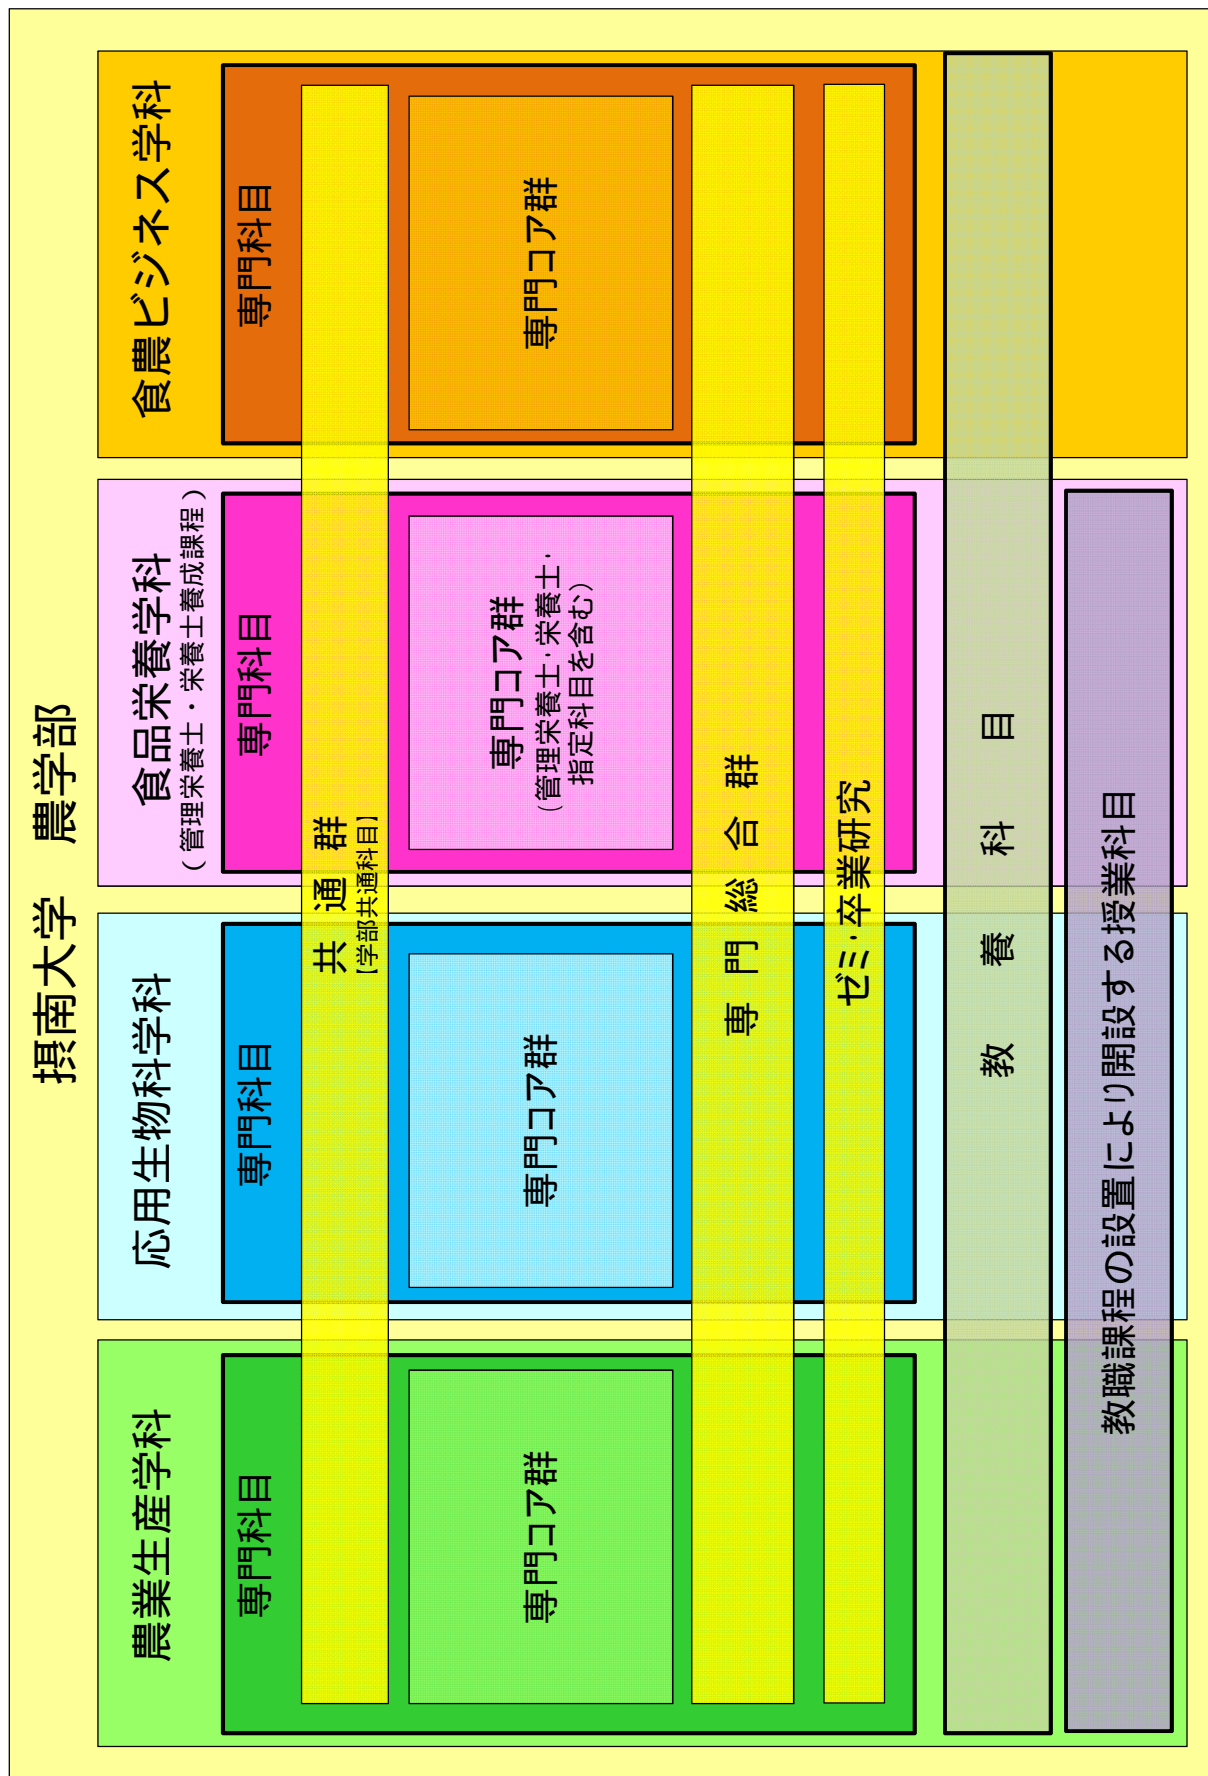 摂南大学　農学部
農業生産学科
応用生物科学科
食品栄養学科
（管理栄養士・栄養士養成課程）
食農ビジネス学科
専門科目
専門科目
専門科目
専門科目
共　通　群
【学部共通科目】
専門コア群
専門コア群
専門コア群
（管理栄養士・栄養士・
指定科目を含む）
専門コア群
専　門　総　合　群
ゼミ・卒業研究
教　養　科　目
教職課程の設置により開設する授業科目